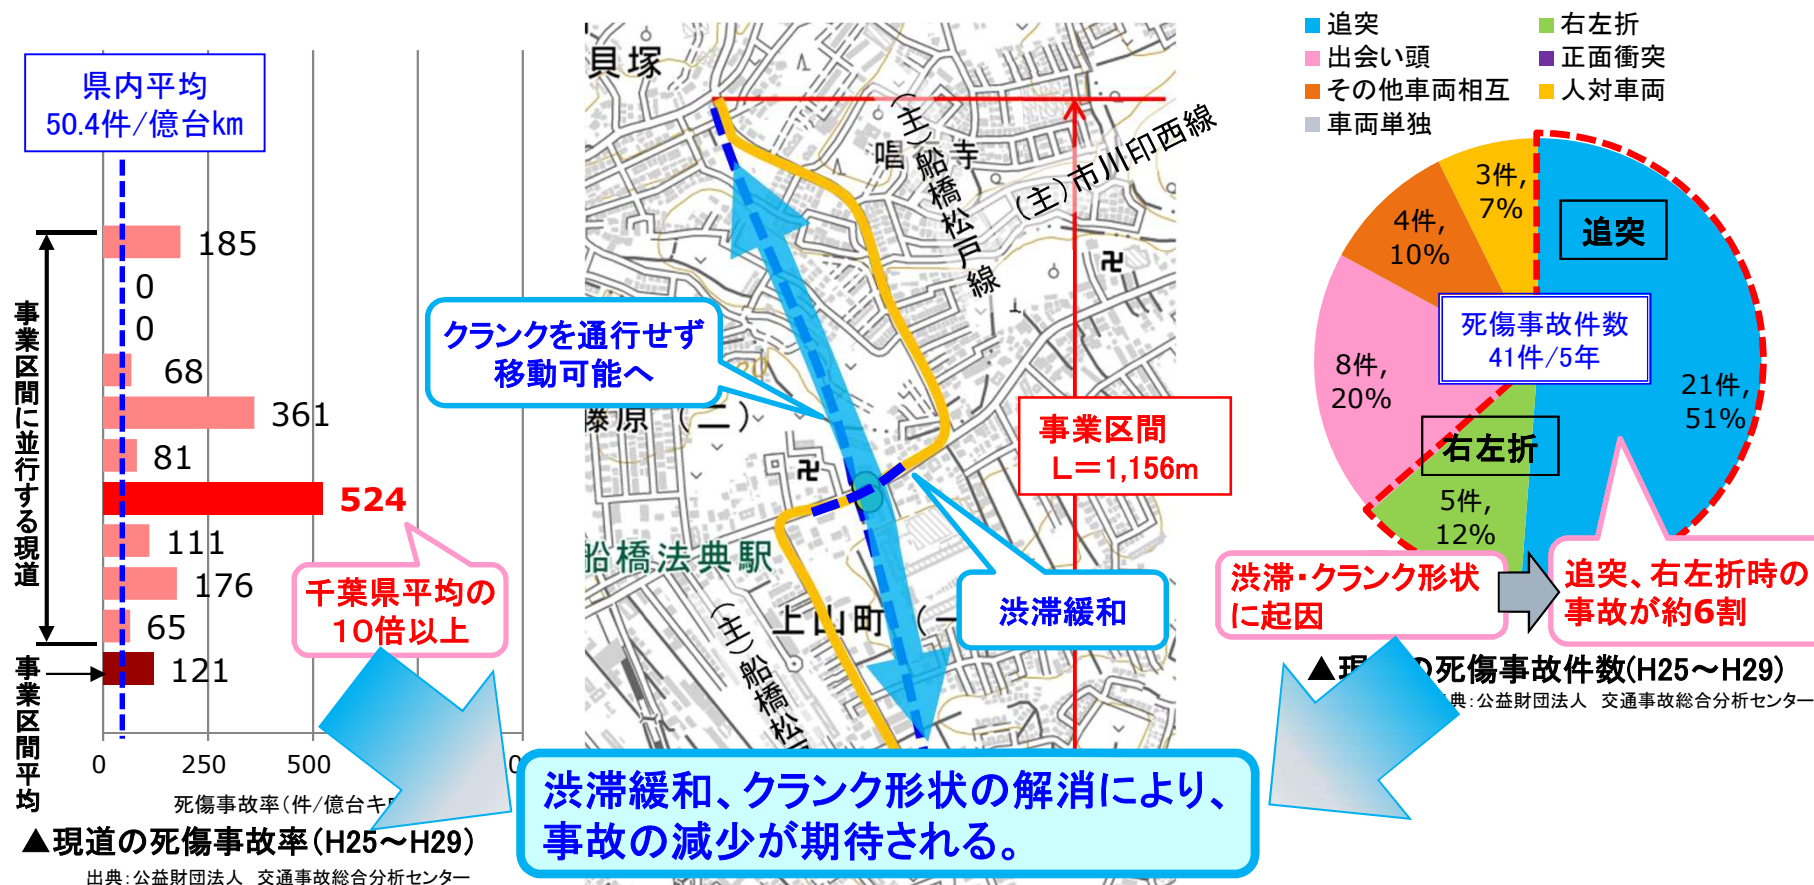 県内平均
50.4件/億台km
185
0
0
68
361
81
524
111
176
65
121
事業区間に並行する現道
事業区間平均
千葉県平均の
10倍以上
0
250
500
死傷事故率(件/億台キ
▲現道の死傷事故率(H25～H29)
出典:公益財団法人 交通事故総合分析センター
貝塚
唱
寺
(主)船橋松戸線
(主)市川印西線
クランクを通行せず
移動可能へ
藤原 (二)
事業区間
L=1,156m
船橋法典駅
渋滞緩和
上山町 (一
(主)船橋松戸
渋滞緩和、クランク形状の解消により、
事故の減少が期待される。
追突
右左折
出会い頭
正面衝突
その他車両相互
人対車両
車両単独
3件,
7%
4件,
10%
8件,
20%
5件,
12%
21件,
51%
追突
右左折
死傷事故件数
41件/5年
渋滞・クランク形状
に起因
追突、右左折時の
事故が約6割
▲現
の死傷事故件数(H25～H29)
典:公益財団法人 交通事故総合分析センター